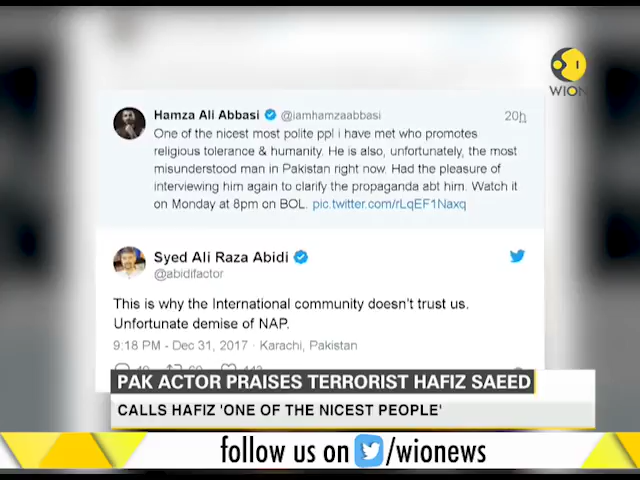 WION
Hamza Ali Abbasi @iamhamzaabbasi 20h
One of the nicest most polite ppl i have met who promotes
religious tolerance & humanity. He is also, unfortunately, the most
misunderstood man in Pakistan right now. Had the pleasure of
interviewing him again to clarify the propaganda abt him. Watch it
on Monday at 8pm on BOL. pic.twitter.com/rLqEF1Naxq
Syed Ali Raza Abidi
@abidifactor
This is why the International community doesn't trust us.
Unfortunate demise of NAP.
9:18 PM - Dec 31, 2017 · Karachi, Pakistan
PAK ACTOR PRAISES TERRORIST HAFIZ SAEED
CALLS HAFIZ 'ONE OF THE NICEST PEOPLE'
follow us on /wionews